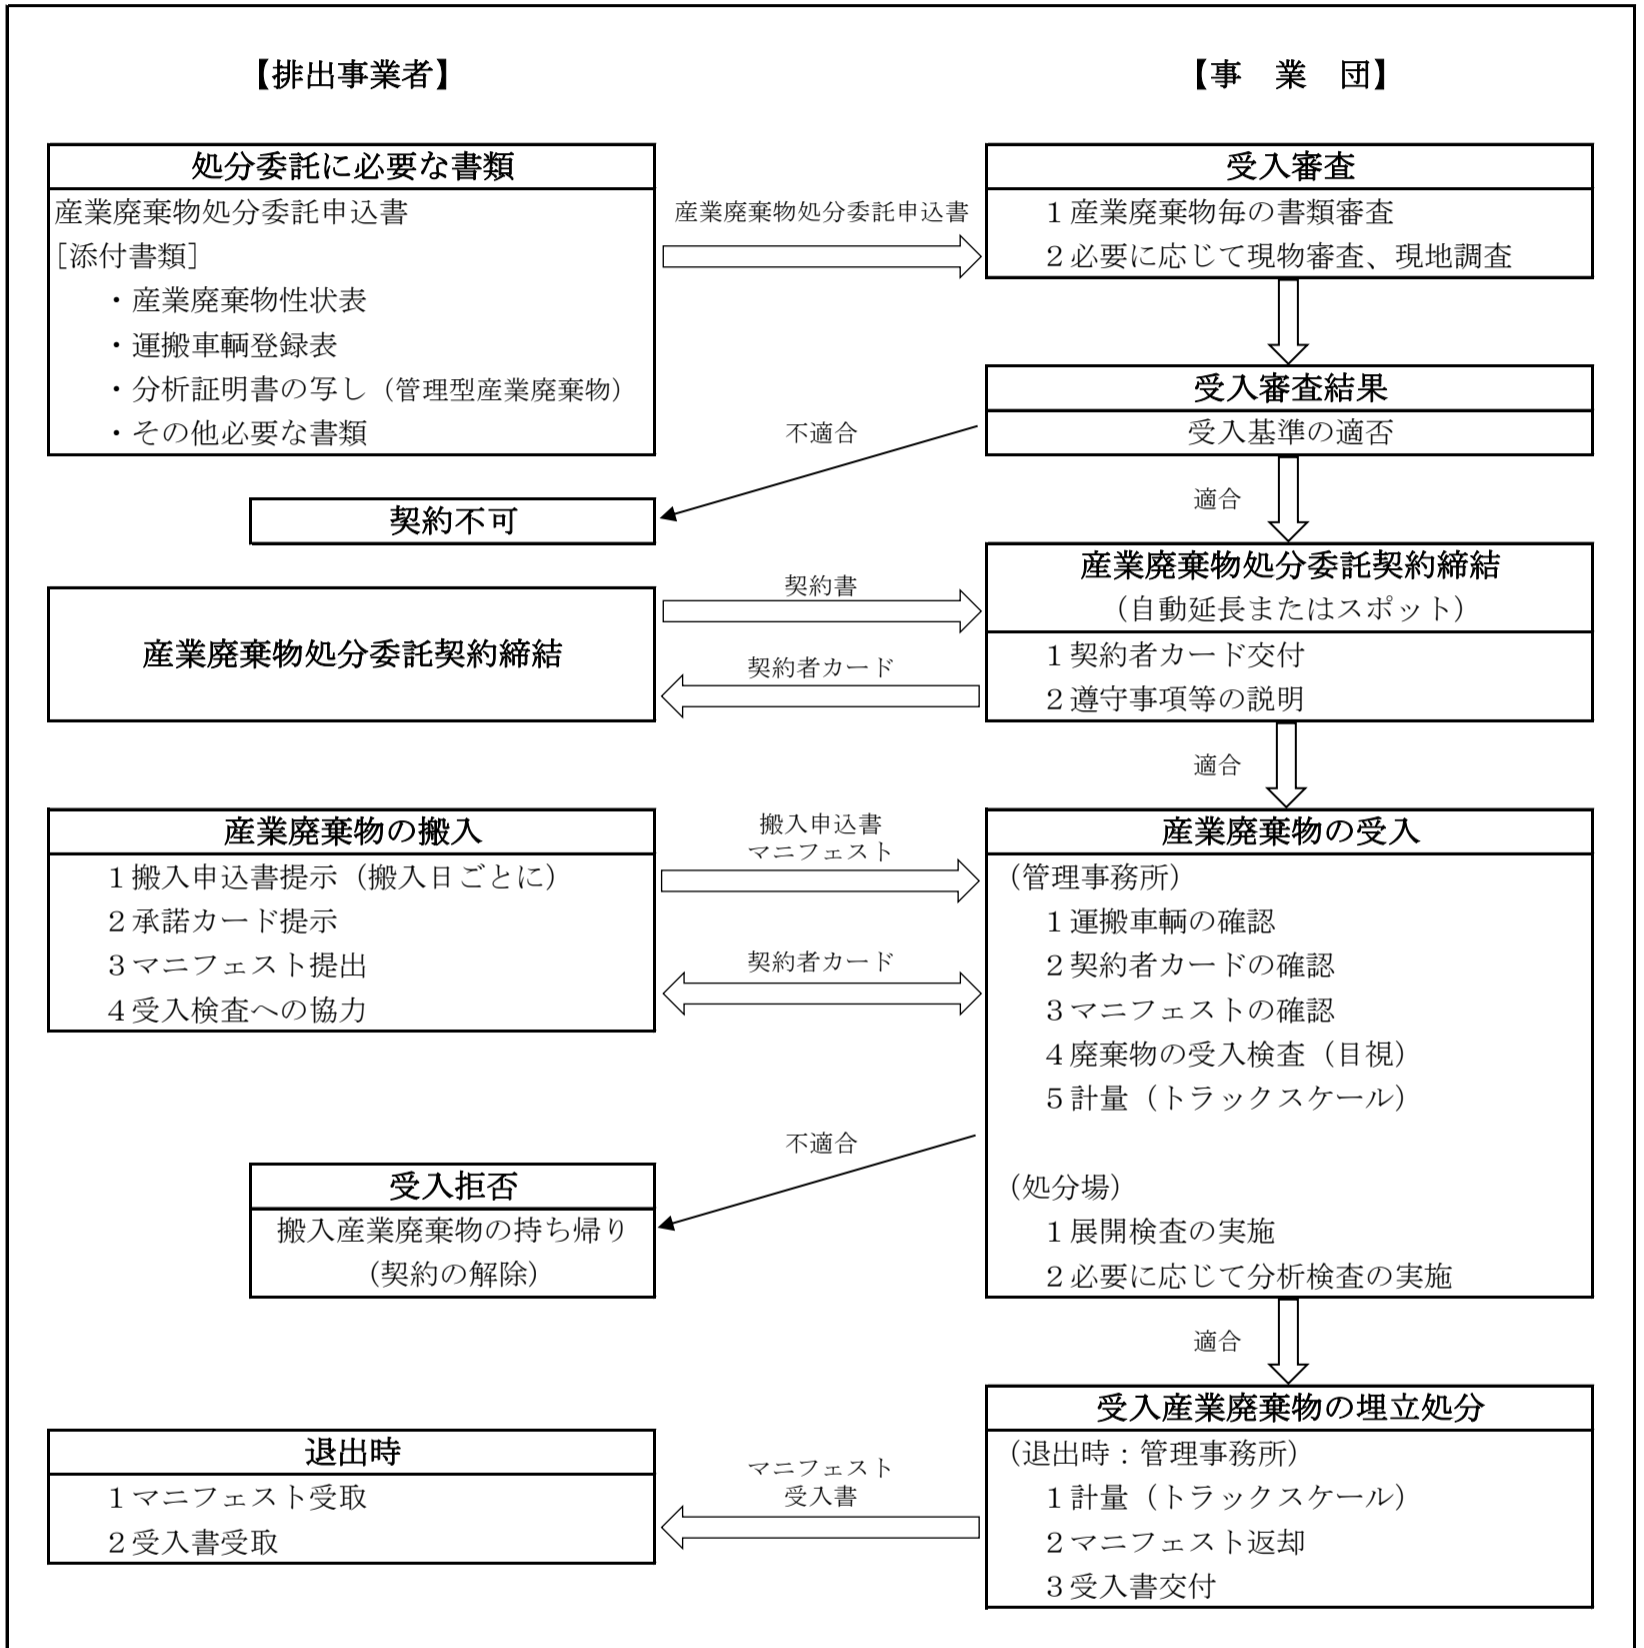 【排出事業者】
【事　業　団】
処分委託に必要な書類
産業廃棄物処分委託申込書
[添付書類]
・産業廃棄物性状表
・運搬車輌登録表
・分析証明書の写し（管理型産業廃棄物）
・その他必要な書類
産業廃棄物処分委託申込書
受入審査
１産業廃棄物毎の書類審査
２必要に応じて現物審査、現地調査
受入審査結果
受入基準の適否
不適合
契約不可
適合
産業廃棄物処分委託契約締結
契約書
契約者カード
産業廃棄物処分委託契約締結
（自動延長またはスポット）
１契約者カード交付
２遵守事項等の説明
適合
産業廃棄物の搬入
１搬入申込書提示（搬入日ごとに）
２承諾カード提示
３マニフェスト提出
４受入検査への協力
搬入申込書
マニフェスト
契約者カード
産業廃棄物の受入
（管理事務所）
１運搬車輌の確認
２契約者カードの確認
３マニフェストの確認
４廃棄物の受入検査（目視）
５計量（トラックスケール）
（処分場）
１展開検査の実施
２必要に応じて分析検査の実施
不適合
受入拒否
搬入産業廃棄物の持ち帰り
（契約の解除）
適合
受入産業廃棄物の埋立処分
（退出時：管理事務所）
１計量（トラックスケール）
２マニフェスト返却
３受入書交付
マニフェスト
受入書
退出時
１マニフェスト受取
２受入書受取